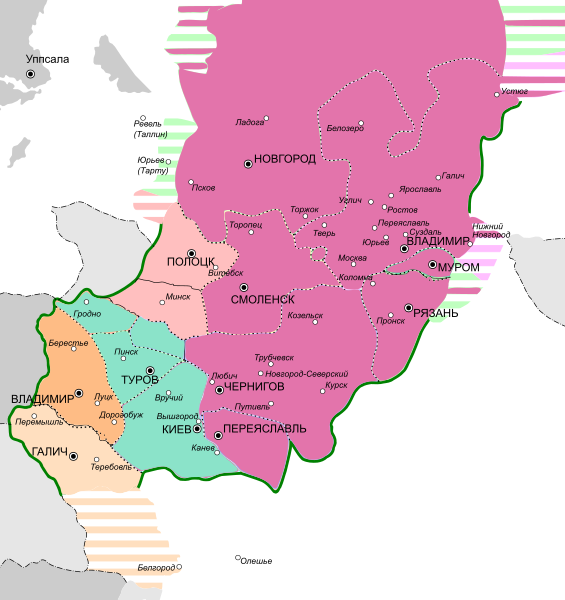 Уппсала
Устюг
Ревель
(Таллин)
Ладога
Белозеро
Юрьев
(Тарту)
НОВГОРОД
Галич
Псков
Ярославль
Углич
Ростов
Торжок
Торопец
Тверь
Переяславль
Суздаль
Нижний
Новгород
Юрьев
ВЛАДИМИР
ПОЛОЦК
Витебск
Москва
МУРОМ
Коломна
Минск
СМОЛЕНСК
Гродно
Козельск
Пронск
РЯЗАНЬ
Берестье
Пинск
Трубчевск
ТУРОВ
Любич
Новгород-Северский
ЧЕРНИГОВ
Курск
ВЛАДИМИР
Луцк
Вручий
Путивль
Перемышль
Дорогобуж
Вышгород
КИЕВ
ПЕРЕЯСЛАВЛЬ
ГАЛИЧ
Канев
Теребовль
Белгород
Олешье